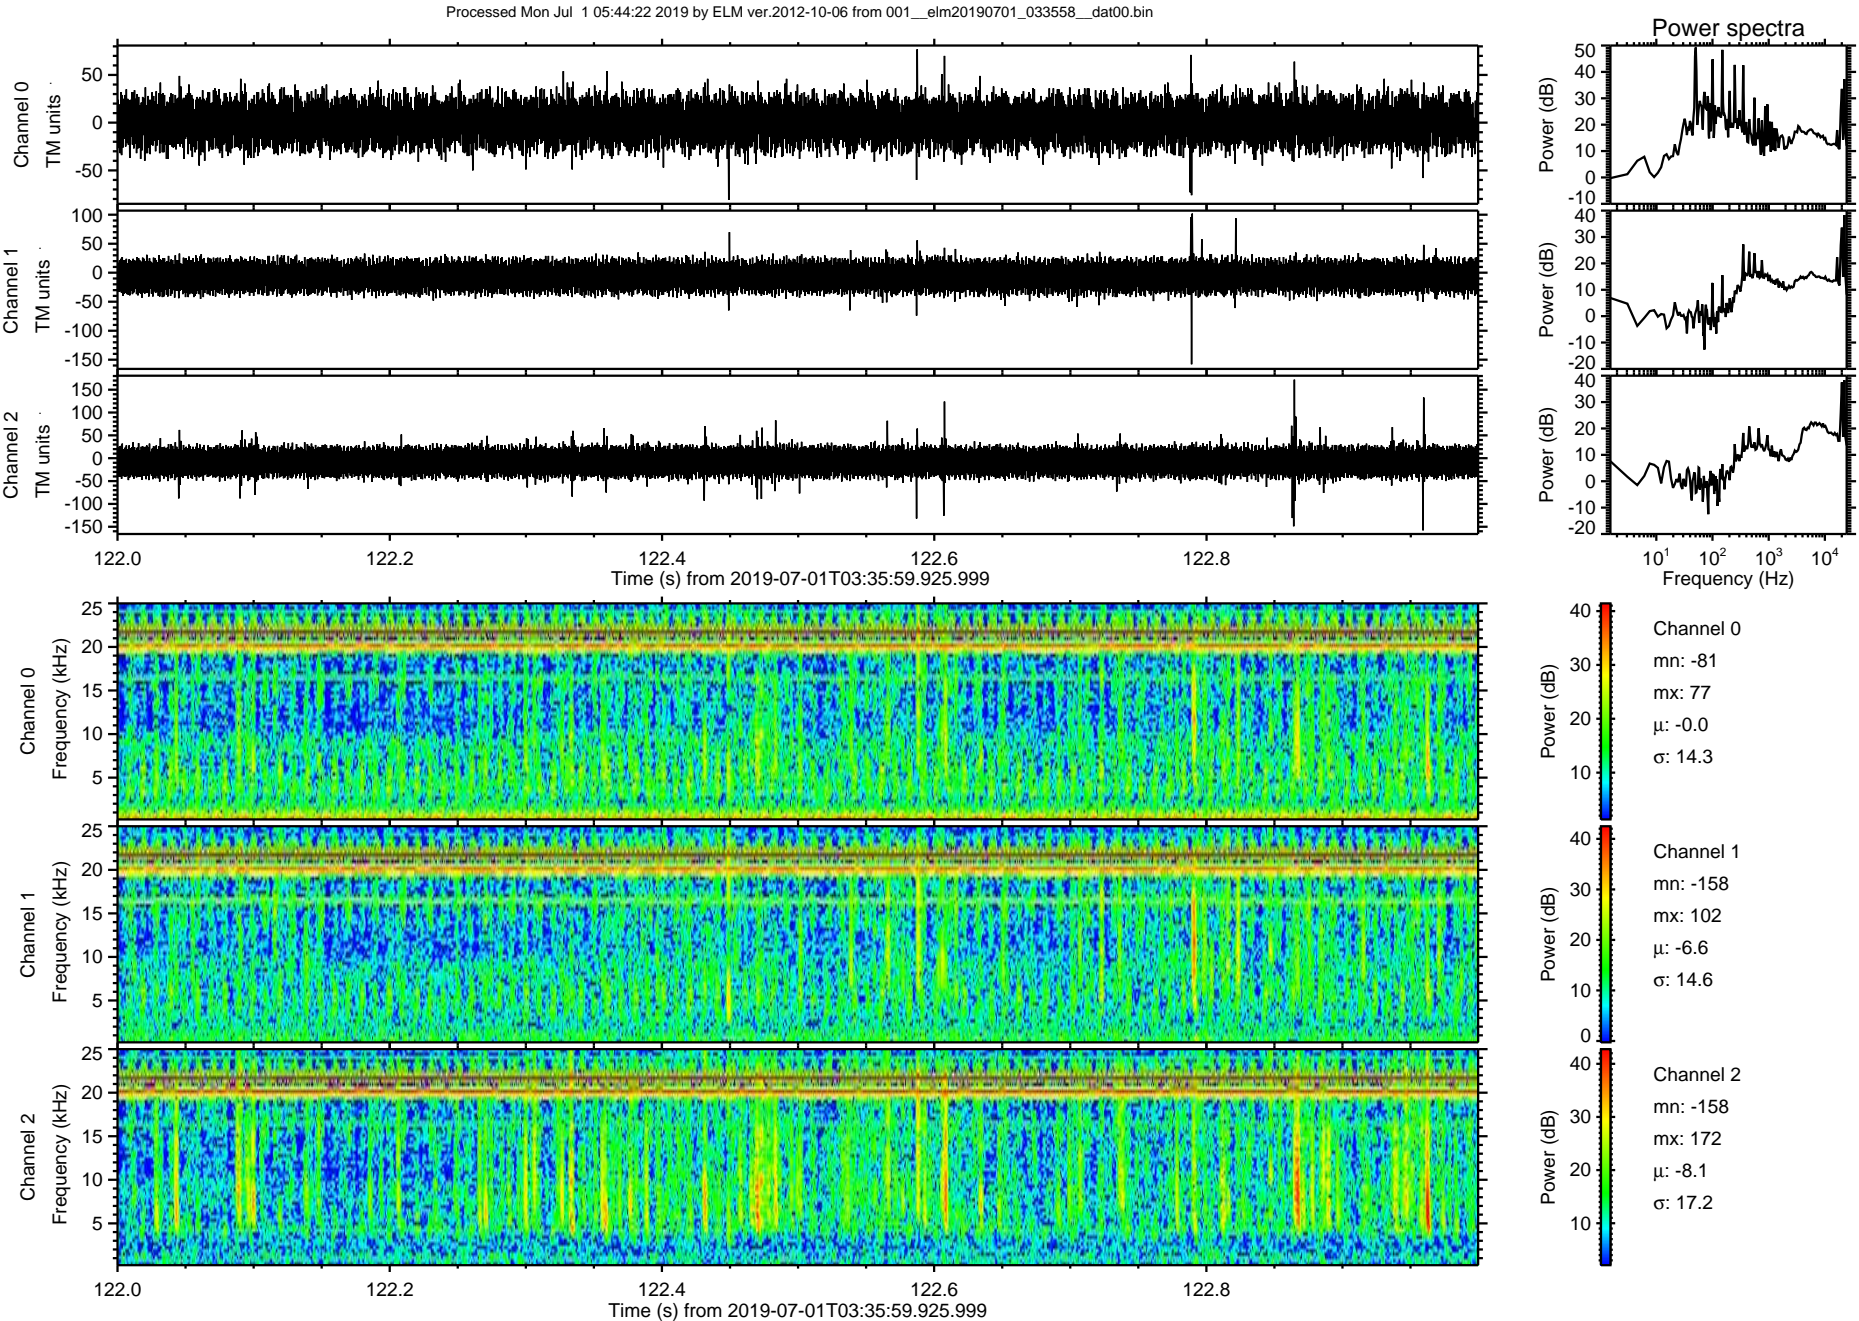 Processed Mon Jul  1 05:44:22 2019 by ELM ver.2012-10-06 from 001__elm20190701_033558__dat00.bin
Power spectra
Channel 0
TM units
50
0
-50
Power (dB)
50
40
30
20
10
0
-10
Channel 1
TM units
100
50
0
-50
-100
-150
Power (dB)
40
30
20
10
0
-10
-20
Channel 2
TM units
150
100
50
0
-50
-100
-150
Power (dB)
40
30
20
10
0
-10
-20
122.0 122.2 122.4 122.6 122.8
Time (s) from 2019-07-01T03:35:59.925.999
10^1 10^2 10^3 10^4
Frequency (Hz)
Channel 0
Frequency (kHz)
25
20
15
10
5
Power (dB)
40
30
20
10
Channel 0
mn: -81
mx: 77
μ: -0.0
σ: 14.3
Channel 1
Frequency (kHz)
25
20
15
10
5
Power (dB)
40
30
20
10
0
Channel 1
mn: -158
mx: 102
μ: -6.6
σ: 14.6
Channel 2
Frequency (kHz)
25
20
15
10
5
Power (dB)
40
30
20
10
Channel 2
mn: -158
mx: 172
μ: -8.1
σ: 17.2
122.0 122.2 122.4 122.6 122.8
Time (s) from 2019-07-01T03:35:59.925.999